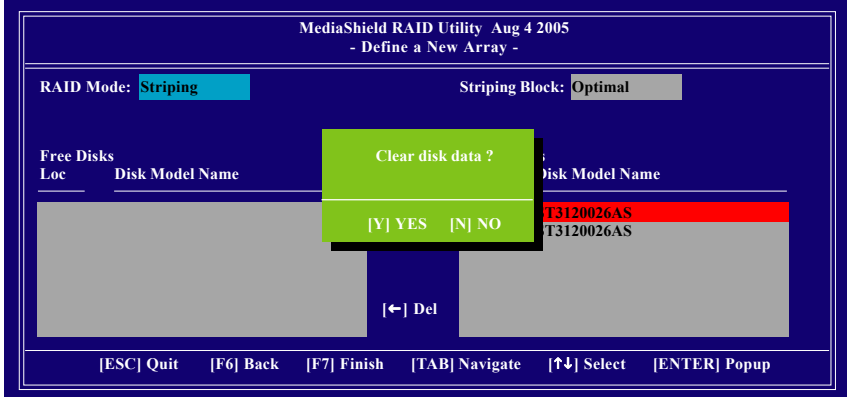 MediaShield RAID Utility Aug 4 2005
- Define a New Array -
RAID Mode: Striping Striping Block: Optimal
Free Disks
Loc Disk Model Name
Disk Model Name
Clear disk data ?
[Y] YES [N] NO
ST3120026AS
ST3120026AS
[←] Del
[ESC] Quit [F6] Back [F7] Finish [TAB] Navigate [↑↓] Select [ENTER] Popup